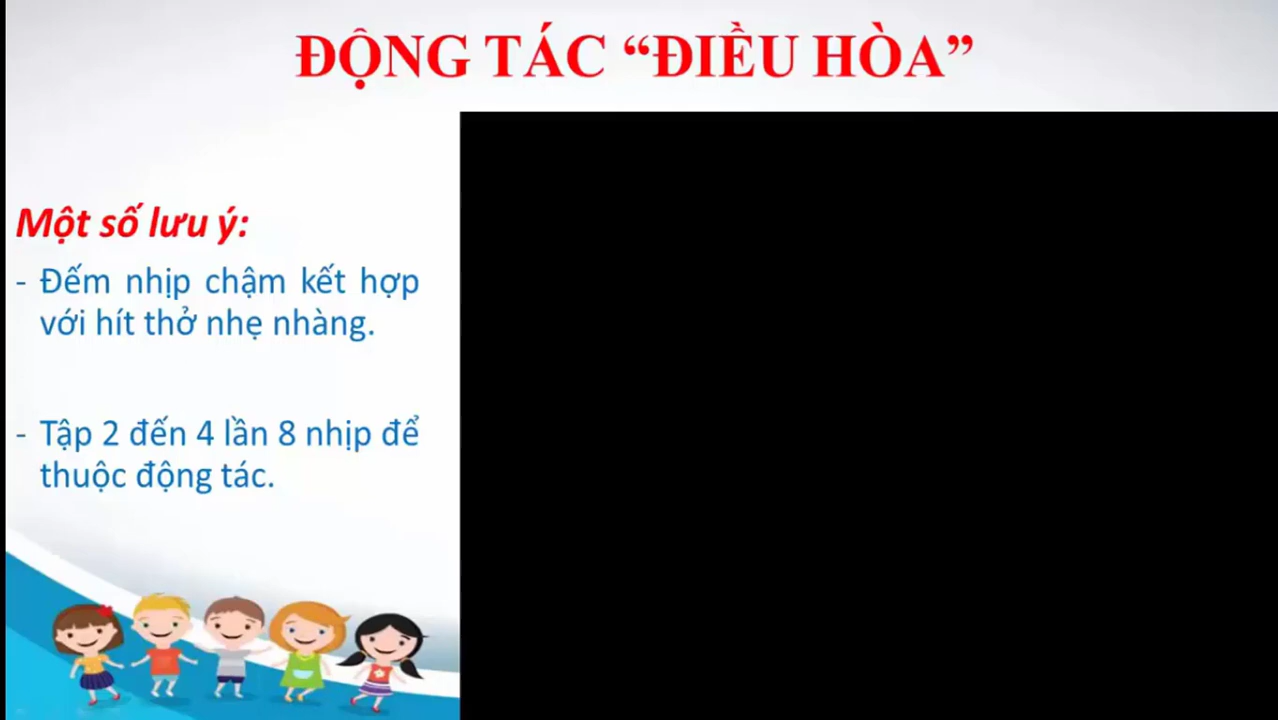 ĐỘNG TÁC “ĐIỀU HÒA”
Một số lưu ý:
- Đếm nhịp chậm kết hợp
với hít thở nhẹ nhàng.
- Tập 2 đến 4 lần 8 nhịp để
thuộc động tác.